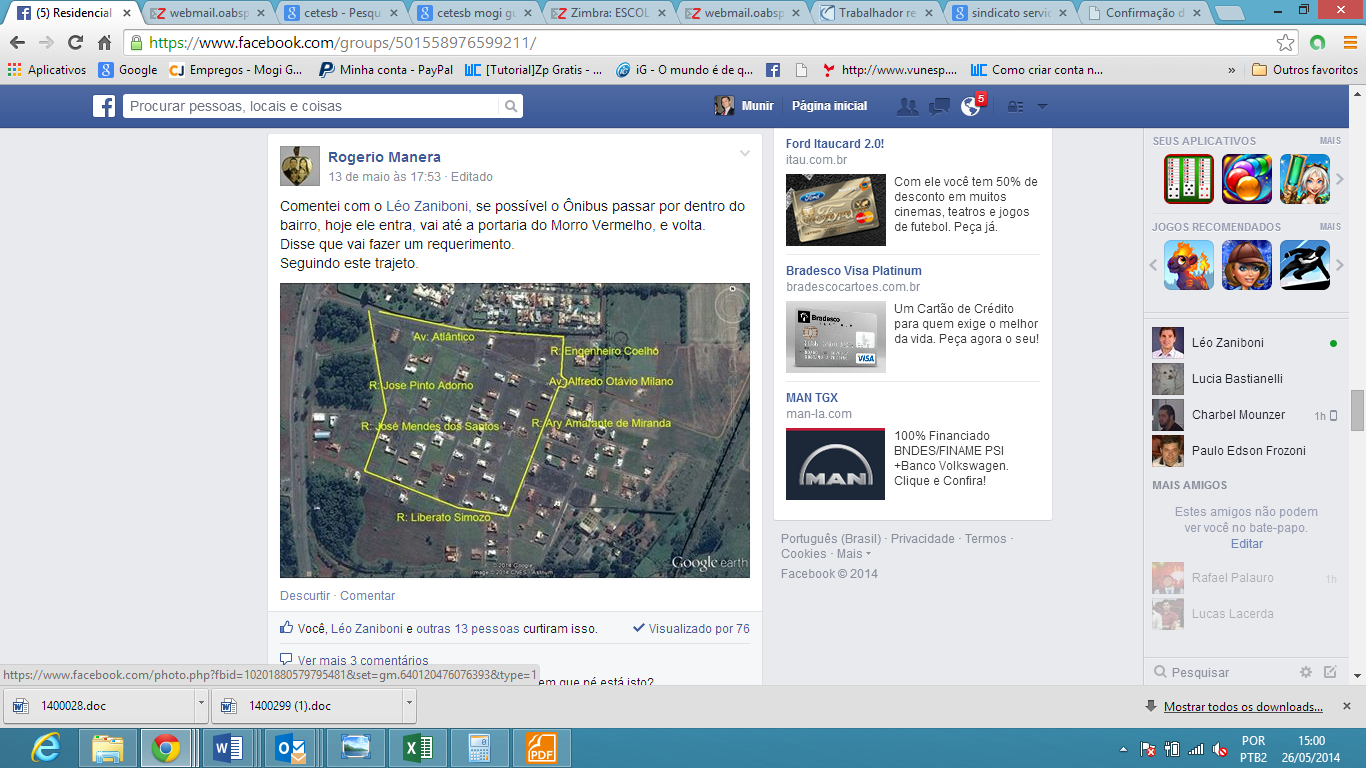 (5) Residencial
webmail.oabsp
cetesb - Pesqu
cetesb mogi gu
Zimbra: ESCOL
webmail.oabsp
Trabalhador re
sindicato servic
Confirmação d
https://www.facebook.com/groups/501558976599211/
Aplicativos
Google
Empregos - Mogi G...
Minha conta - PayPal
[Tutorial]Zp Gratis - ...
iG - O mundo é de q...
http://www.vunesp....
Como criar conta n...
»
Outros favoritos
Procurar pessoas, locais e coisas
Munir
Página inicial
5
Rogerio Manera
13 de maio às 17:53 · Editado
Comentei com o Léo Zaniboni, se possível o Ônibus passar por dentro do
bairro, hoje ele entra, vai até a portaria do Morro Vermelho, e volta.
Disse que vai fazer um requerimento.
Seguindo este trajeto.
Av: Atlântico
R: Engenheiro Coelho
R: Jose Pinto Adorno
Av: Alfredo Otávio Milano
R: José Mendes dos Santos
R: Ary Amarante de Miranda
R: Liberato Simozo
© 2014 Google
Image © 2014 CNES / Astrium
Google earth
Descurtir · Comentar
Você, Léo Zaniboni e outras 13 pessoas curtiram isso.
Visualizado por 76
Ver mais 3 comentários
em que pé está isto?
Ford Itaucard 2.0!
itau.com.br
Com ele você tem 50% de
desconto em muitos
cinemas, teatros e jogos
de futebol. Peça já.
Bradesco Visa Platinum
bradescocartoes.com.br
Bradesco
VISA
Um Cartão de Crédito
para quem exige o melhor
da vida. Peça agora o seu!
MAN TGX
man-la.com
MAN
100% Financiado
BNDES/FINAME PSI
+Banco Volkswagen.
Clique e Confira!
Português (Brasil) · Privacidade · Termos ·
Cookies · Mais
Facebook © 2014
SEUS APLICATIVOS
MAIS
JOGOS RECOMENDADOS
MAIS
Léo Zaniboni
Lucia Bastianelli
Charbel Mounzer
1h
Paulo Edson Frozoni
MAIS AMIGOS
Estes amigos não podem
ver você no bate-papo.
Editar
Rafael Palauro
1h
Lucas Lacerda
Pesquisar
https://www.facebook.com/photo.php?fbid=10201880579795481&set=gm.640120476076393&type=1
1400028.doc
1400299 (1).doc
Mostrar todos os downloads...
PDF
POR
PTB2
15:00
26/05/2014